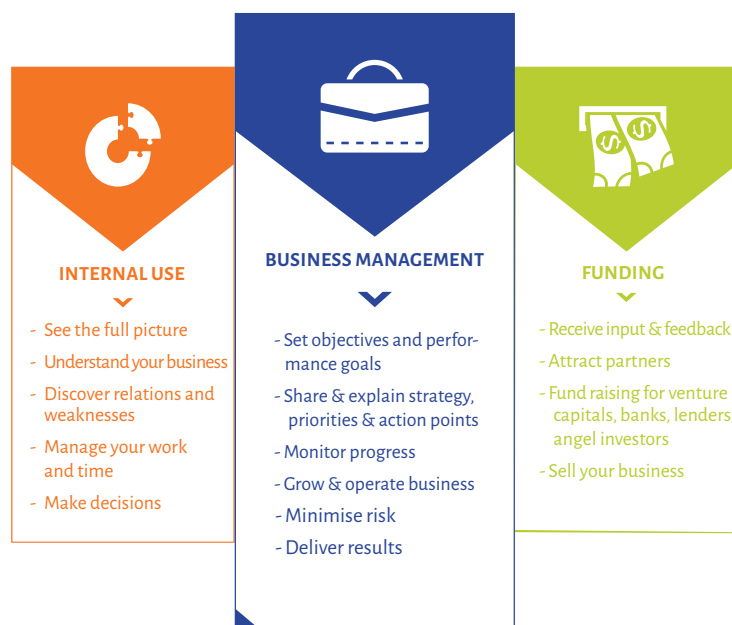 INTERNAL USE
- See the full picture
- Understand your business
- Discover relations and
weaknesses
- Manage your work
and time
- Make decisions
BUSINESS MANAGEMENT
- Set objectives and perfor-
mance goals
- Share & explain strategy,
priorities & action points
- Monitor progress
- Grow & operate business
- Minimise risk
- Deliver results
FUNDING
- Receive input & feedback
- Attract partners
- Fund raising for venture
capitals, banks, lenders
angel investors
- Sell your business